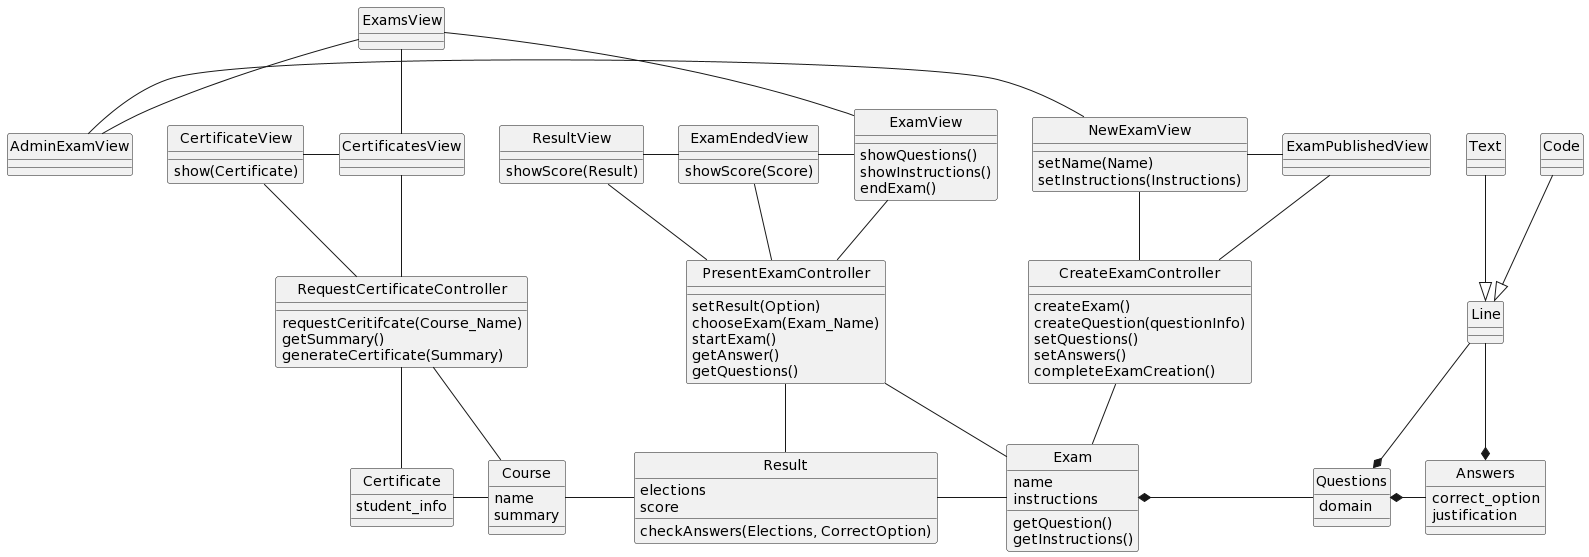 ExamsView
AdminExamView
CertificateView
show(Certificate)
CertificatesView
ResultView
showScore(Result)
ExamEndedView
showScore(Score)
ExamView
showQuestions()
showInstructions()
endExam()
NewExamView
setName(Name)
setInstructions(Instructions)
ExamPublishedView
Text
Code
RequestCertificateController
requestCeritifcate(Course_Name)
getSummary()
generateCertificate(Summary)
PresentExamController
setResult(Option)
chooseExam(Exam_Name)
startExam()
getAnswer()
getQuestions()
CreateExamController
createExam()
createQuestion(questionInfo)
setQuestions()
setAnswers()
completeExamCreation()
Line
Certificate
student_info
Course
name
summary
Result
elections
score
checkAnswers(Elections, CorrectOption)
Exam
name
instructions
getQuestion()
getInstructions()
Questions
domain
Answers
correct_option
justification